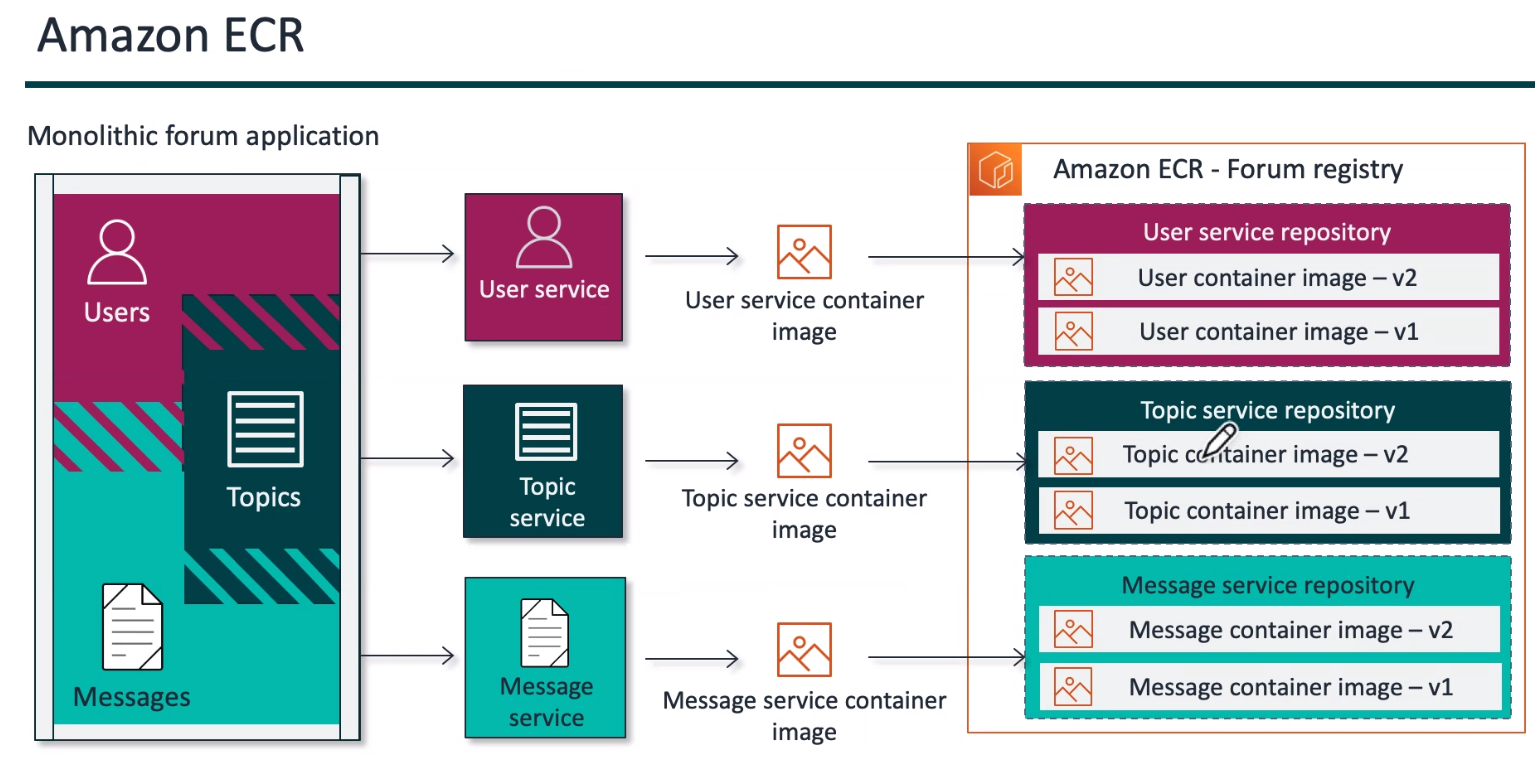 Amazon ECR
Monolithic forum application
Users
Topics
Messages
User service
Topic
service
Message
service
User service container
image
Topic service container
image
Message service container
image
Amazon ECR - Forum registry
User service repository
User container image – v2
User container image – v1
Topic service repository
Topic container image – v2
Topic container image – v1
Message service repository
Message container image – v2
Message container image – v1